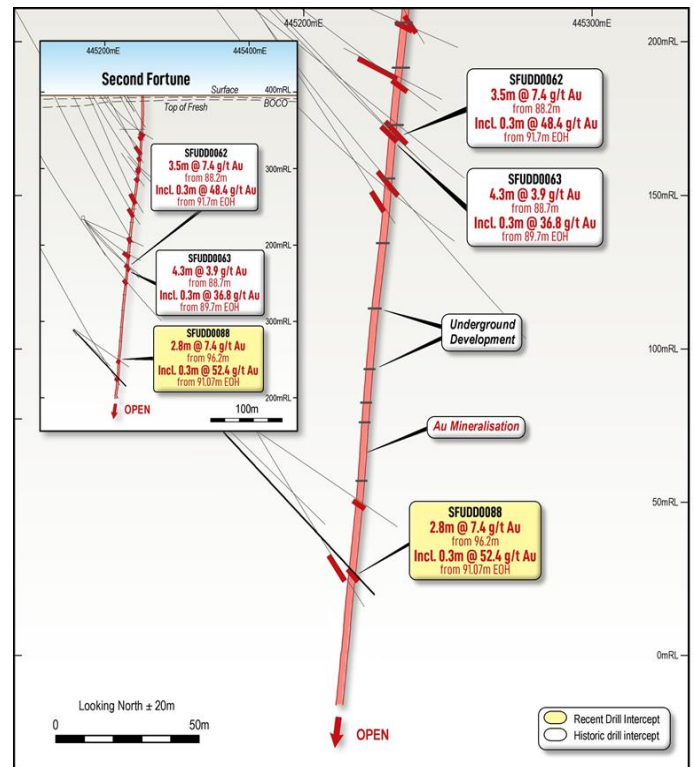 445200mE
445300mE
200mRL
150mRL
100mRL
50mRL
0mRL
445200mE
445400mE
Second Fortune
Surface
Top of Fresh
BOCO
400mRL
300mRL
200mRL
300mRL
200mRL
SFUDD0062
3.5m @ 7.4 g/t Au
from 88.2m
Incl. 0.3m @ 48.4 g/t Au
from 91.7m EOH
SFUDD0063
4.3m @ 3.9 g/t Au
from 88.7m
Incl. 0.3m @ 36.8 g/t Au
from 89.7m EOH
SFUDD0088
2.8m @ 7.4 g/t Au
from 96.2m
Incl. 0.3m @ 52.4 g/t Au
from 91.07m EOH
OPEN
100m
SFUDD0062
3.5m @ 7.4 g/t Au
from 88.2m
Incl. 0.3m @ 48.4 g/t Au
from 91.7m EOH
SFUDD0063
4.3m @ 3.9 g/t Au
from 88.7m
Incl. 0.3m @ 36.8 g/t Au
from 89.7m EOH
Underground
Development
Au Mineralisation
SFUDD0088
2.8m @ 7.4 g/t Au
from 96.2m
Incl. 0.3m @ 52.4 g/t Au
from 91.07m EOH
Looking North ± 20m
0
50m
OPEN
Recent Drill Intercept
Historic drill intercept